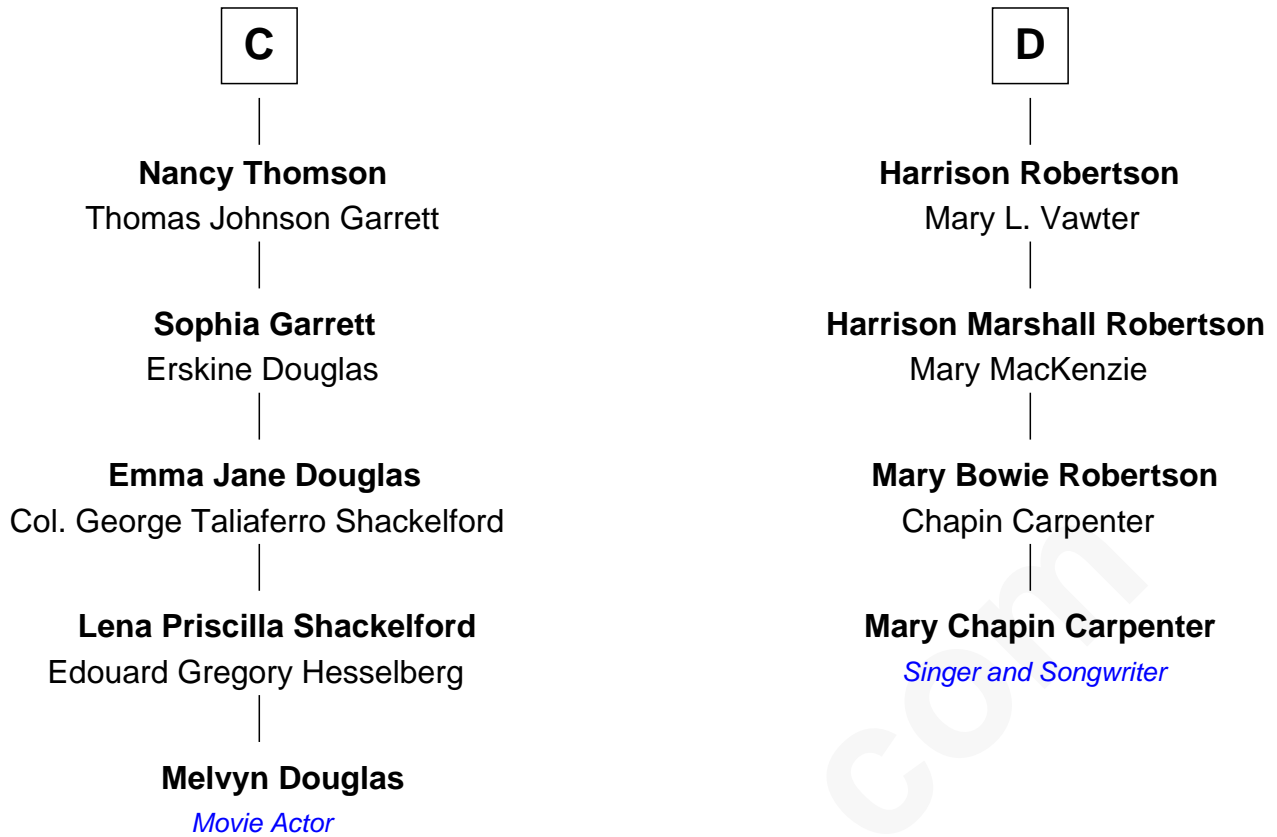 C
Nancy Thomson
Thomas Johnson Garrett
Sophia Garrett
Erskine Douglas
Emma Jane Douglas
Col. George Taliaferro Shackelford
Lena Priscilla Shackelford
Edouard Gregory Hesselberg
Melvyn Douglas
Movie Actor
D
Harrison Robertson
Mary L. Vawter
Harrison Marshall Robertson
Mary MacKenzie
Mary Bowie Robertson
Chapin Carpenter
Mary Chapin Carpenter
Singer and Songwriter
com